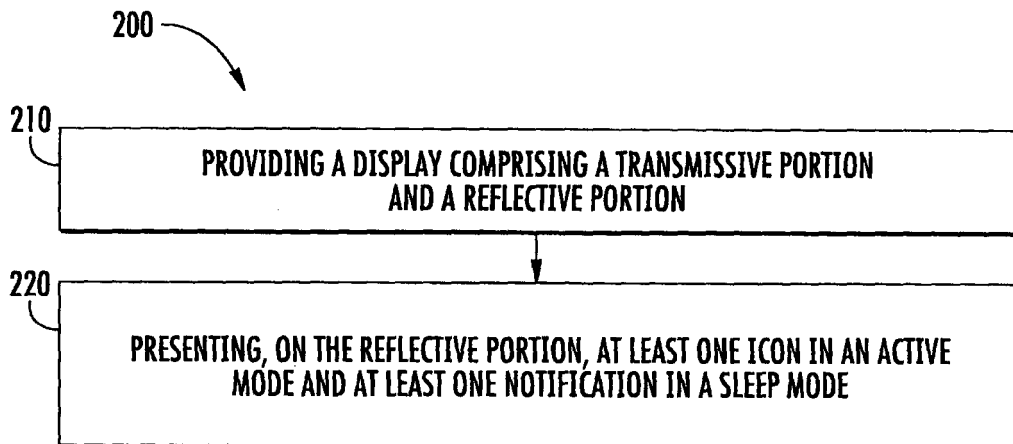 200
210
PROVIDING A DISPLAY COMPRISING A TRANSMISSIVE PORTION
AND A REFLECTIVE PORTION
220
PRESENTING, ON THE REFLECTIVE PORTION, AT LEAST ONE ICON IN AN ACTIVE
MODE AND AT LEAST ONE NOTIFICATION IN A SLEEP MODE